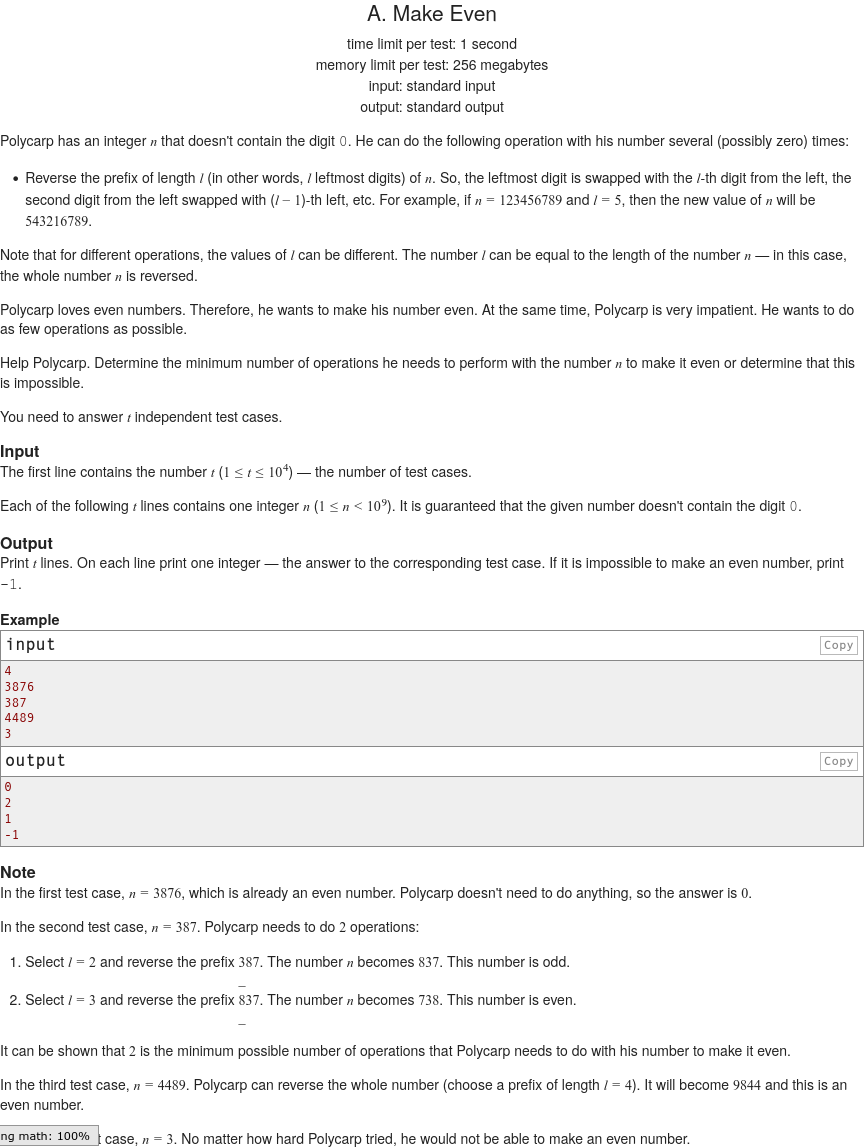 A. Make Even
time limit per test: 1 second
memory limit per test: 256 megabytes
input: standard input
output: standard output
Polycarp has an integer n that doesn't contain the digit 0. He can do the following operation with his number several (possibly zero) times:
• Reverse the prefix of length l (in other words, l leftmost digits) of n. So, the leftmost digit is swapped with the l-th digit from the left, the
second digit from the left swapped with (l − 1)-th left, etc. For example, if n = 123456789 and l = 5, then the new value of n will be
543216789.
Note that for different operations, the values of l can be different. The number l can be equal to the length of the number n — in this case,
the whole number n is reversed.
Polycarp loves even numbers. Therefore, he wants to make his number even. At the same time, Polycarp is very impatient. He wants to do
as few operations as possible.
Help Polycarp. Determine the minimum number of operations he needs to perform with the number n to make it even or determine that this
is impossible.
You need to answer t independent test cases.
Input
The first line contains the number t (1 ≤ t ≤ 10⁴) — the number of test cases.
Each of the following t lines contains one integer n (1 ≤ n < 10⁹). It is guaranteed that the given number doesn't contain the digit 0.
Output
Print t lines. On each line print one integer — the answer to the corresponding test case. If it is impossible to make an even number, print
-1.
Example
input Copy
4
3876
387
4489
3
output Copy
0
2
1
-1
Note
In the first test case, n = 3876, which is already an even number. Polycarp doesn't need to do anything, so the answer is 0.
In the second test case, n = 387. Polycarp needs to do 2 operations:
1. Select l = 2 and reverse the prefix 387. The number n becomes 837. This number is odd.
2. Select l = 3 and reverse the prefix 837. The number n becomes 738. This number is even.
It can be shown that 2 is the minimum possible number of operations that Polycarp needs to do with his number to make it even.
In the third test case, n = 4489. Polycarp can reverse the whole number (choose a prefix of length l = 4). It will become 9844 and this is an
even number.
ng math: 100% t case, n = 3. No matter how hard Polycarp tried, he would not be able to make an even number.